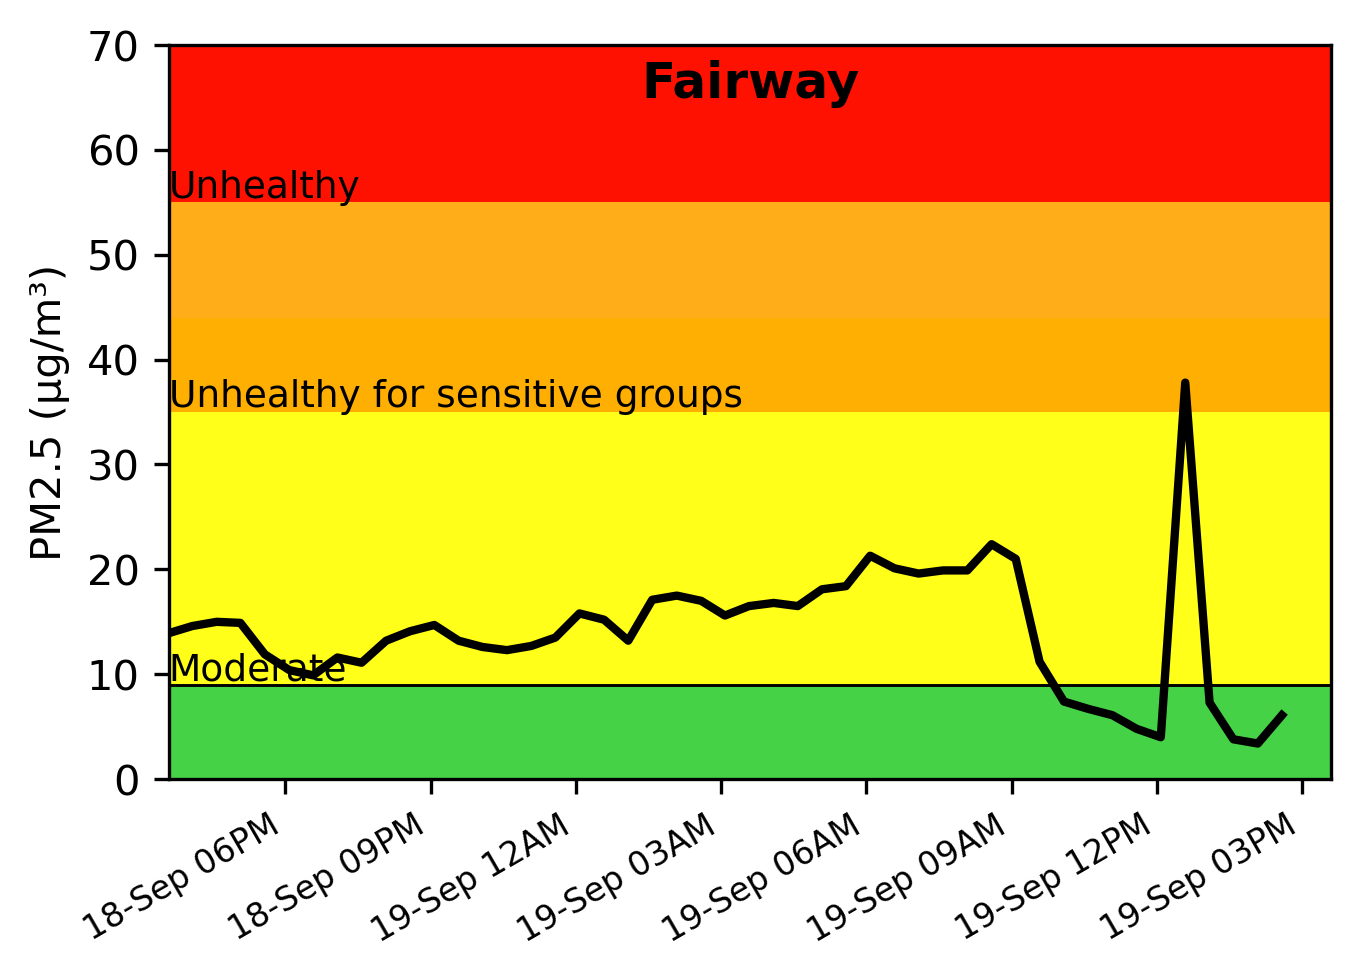 Fairway
70
60
50
40
30
20
10
0
PM2.5 (µg/m³)
Unhealthy
Unhealthy for sensitive groups
Moderate
18-Sep 06PM
18-Sep 09PM
19-Sep 12AM
19-Sep 03AM
19-Sep 06AM
19-Sep 09AM
19-Sep 12PM
19-Sep 03PM